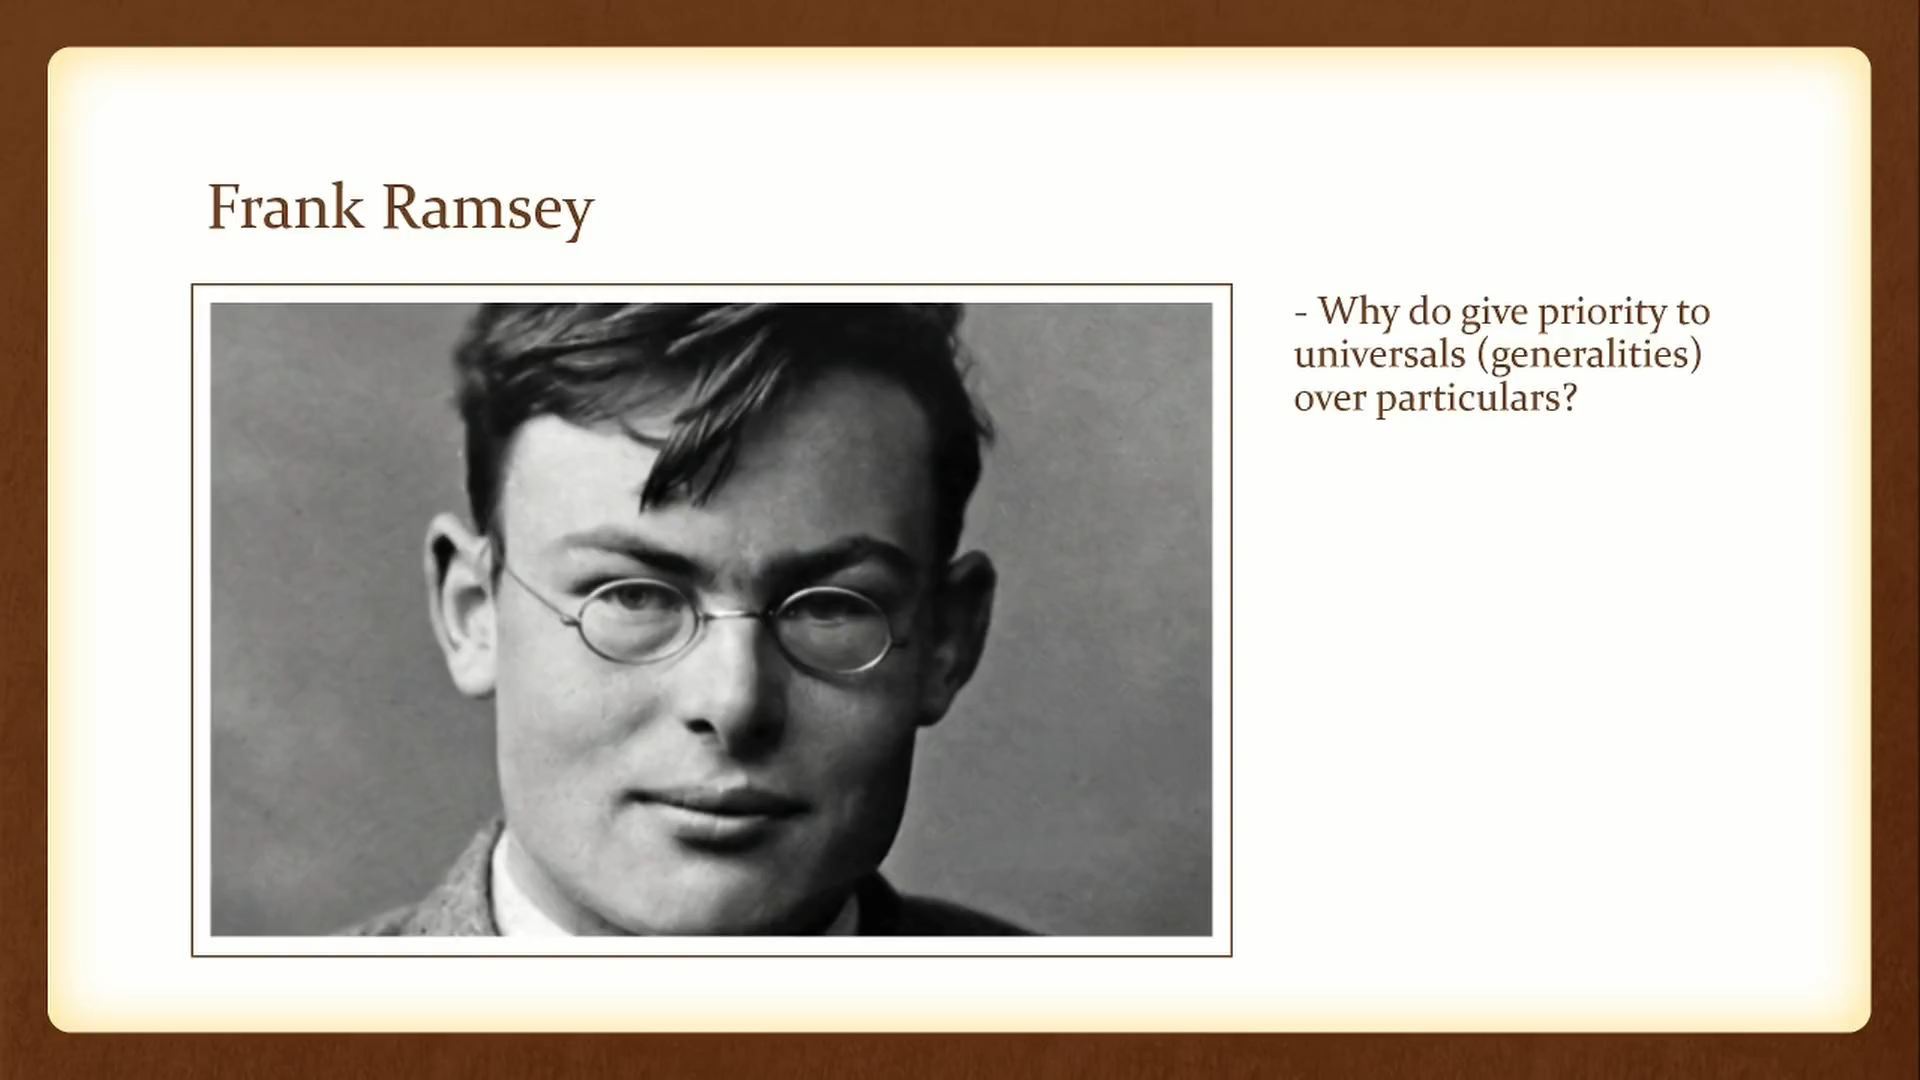 Frank Ramsey
- Why do give priority to
universals (generalities)
over particulars?